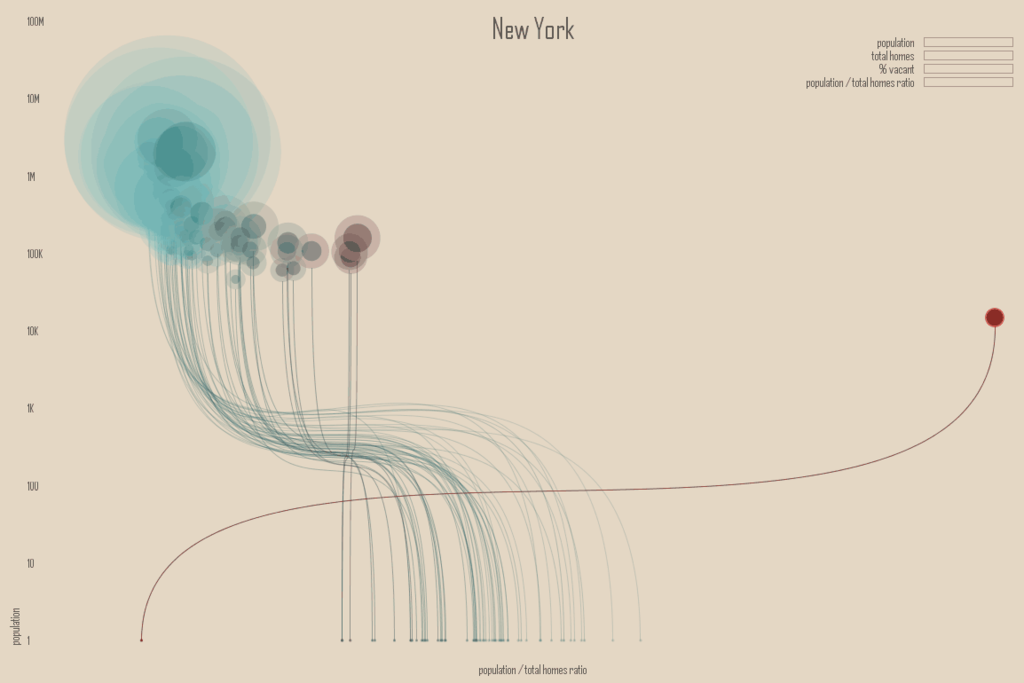 New York
population
total homes
% vacant
population / total homes ratio
100M
10M
1M
100K
10K
1K
100
10
1
population
population / total homes ratio